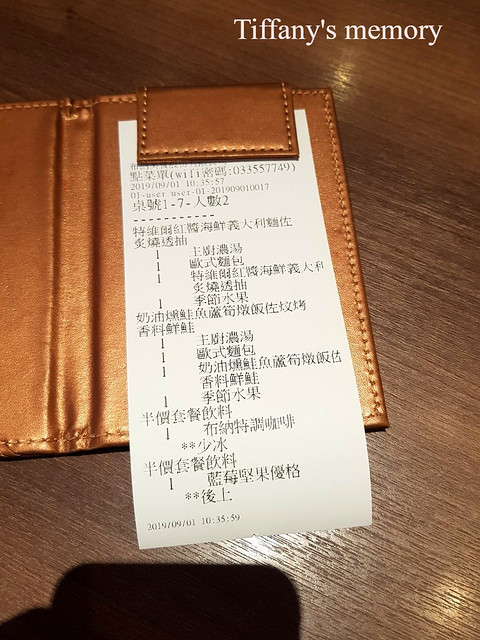 Tiffany's memory
點菜單(wifi密碼:033557749)
2019/09/01 10:35:57
01-user user-01-201909010017
桌號1-7-人數2
-----------
特維爾紅醬海鮮義大利麵佐
炙燒透抽
1 主廚濃湯
1 歐式麵包
1 特維爾紅醬海鮮義大利
炙燒透抽
1 季節水果
奶油燻鮭魚蘆筍燉飯佐炆烤
香料鮮鮭
1 主廚濃湯
1 歐式麵包
1 奶油燻鮭魚蘆筍燉飯佐
香料鮮鮭
1 季節水果
半價套餐飲料
1 布納特調咖啡
**少冰
半價套餐飲料
1 藍莓堅果優格
**後上
2019/09/01 10:35:59